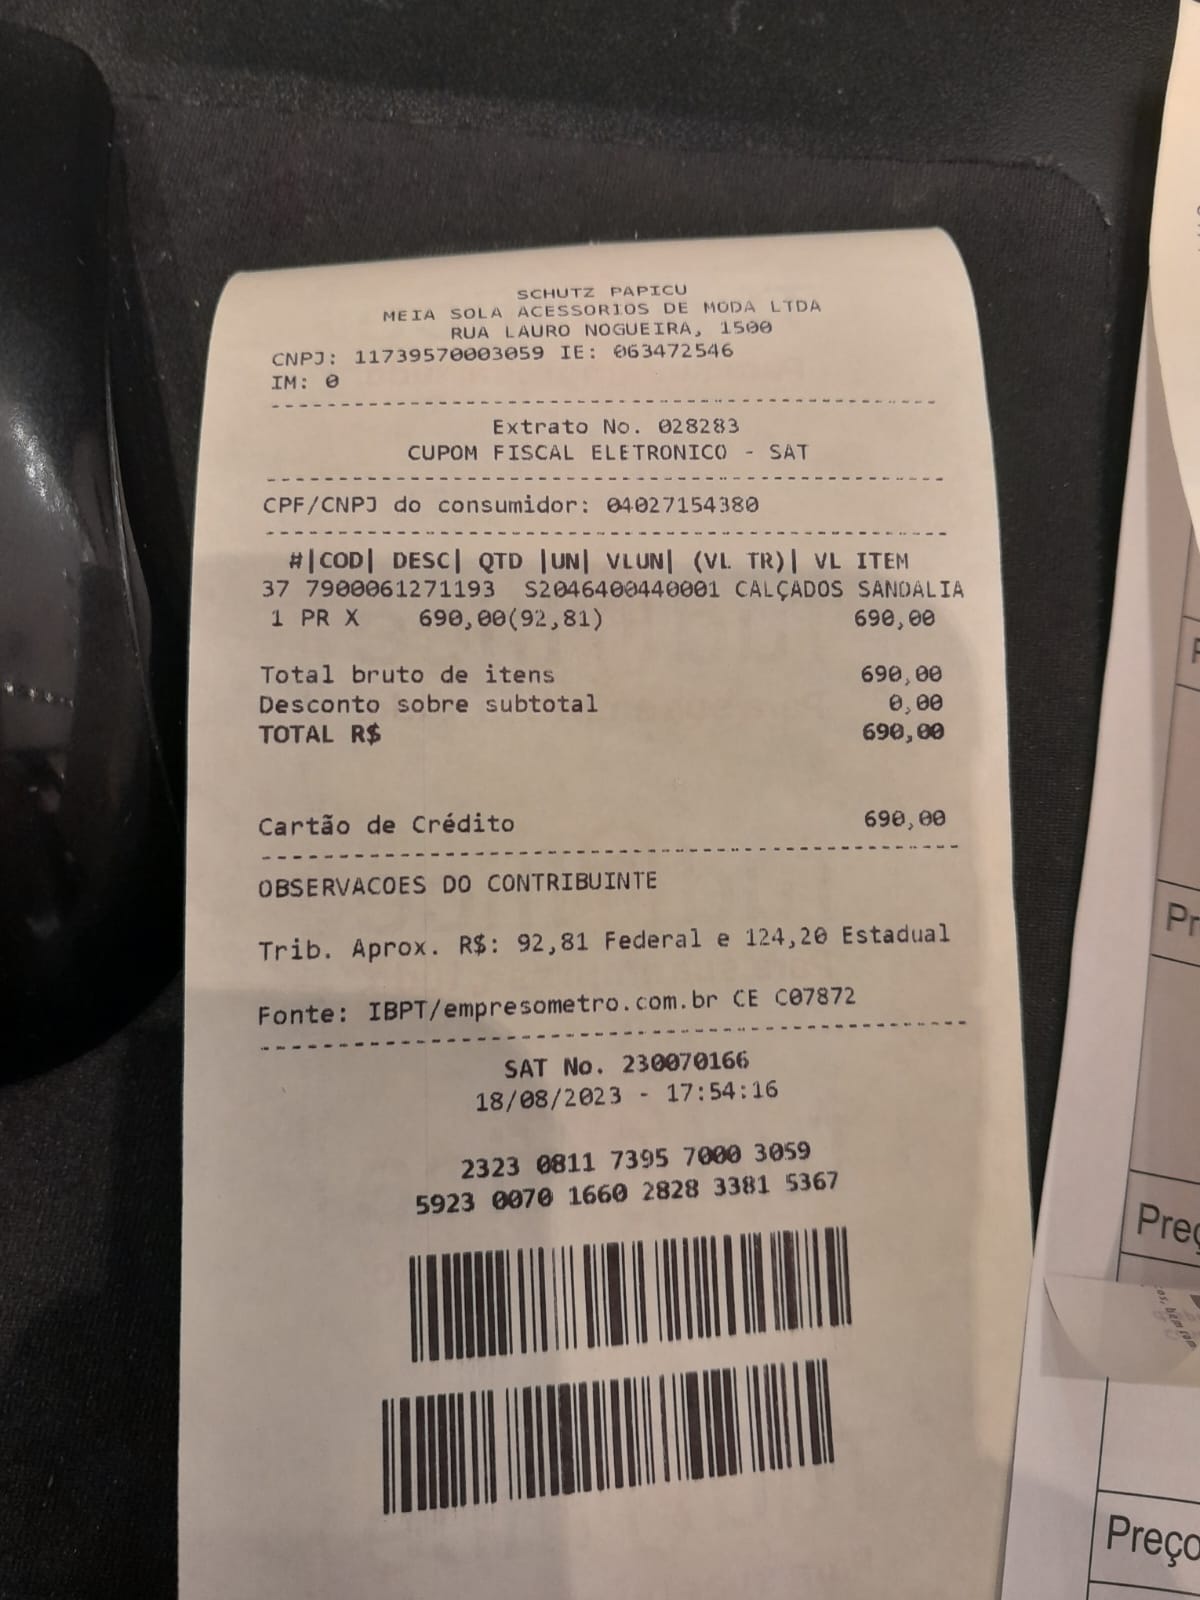 SCHUTZ PAPICU
MEIA SOLA ACESSORIOS DE MODA LTDA
RUA LAURO NOGUEIRA, 1500
CNPJ: 11739570003059 IE: 063472546
IM: 0
Extrato No. 028283
CUPOM FISCAL ELETRONICO - SAT
CPF/CNPJ do consumidor: 04027154380
#|COD| DESC| QTD |UN| VLUN| (VL TR)| VL ITEM
37 7900061271193 S2046400440001 CALÇADOS SANDALIA
1 PR X 690,00(92,81) 690,00
Total bruto de itens 690,00
Desconto sobre subtotal 0,00
TOTAL R$ 690,00
Cartão de Crédito 690,00
OBSERVACOES DO CONTRIBUINTE
Trib. Aprox. R$: 92,81 Federal e 124,20 Estadual
Fonte: IBPT/empresometro.com.br CE C07872
SAT No. 230070166
18/08/2023 - 17:54:16
2323 0811 7395 7000 3059
5923 0070 1660 2828 3381 5367
Preço